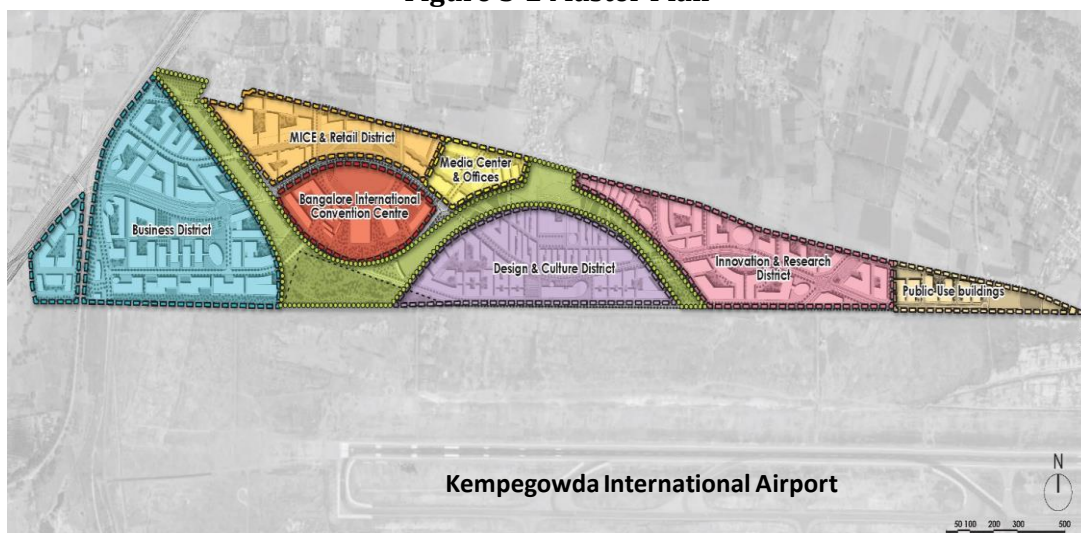 Figure 3-2 Master Plan
MICE & Retail District
Media Center
& Offices
Bangalore International
Convention Centre
Business District
Design & Culture District
Innovation & Research
District
Public Use buildings
Kempegowda International Airport
N
50 100 200 300 500